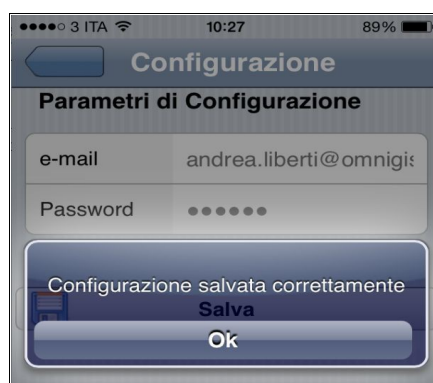 3 ITA 10:27 89%
Configurazione
Parametri di Configurazione
e-mail andrea.liberti@omnigis
Password ●●●●●●
Configurazione salvata correttamente
Salva
Ok